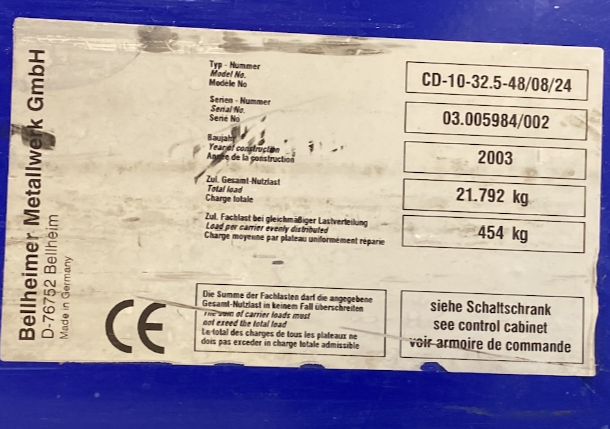 Bellheimer Metallwerk GmbH
D-76752 Bellheim
Made in Germany
Typ - Nummer
Model No.
Modèle No
CD-10-32.5-48/08/24
Serien - Nummer
Serial No.
Serie No
03.005984/002
Baujahr
Year of construction
Année de la construction
2003
Zul. Gesamt-Nutzlast
Total load
Charge totale
21.792 kg
Zul. Fachlast bei gleichmäßiger Lastverteilung
Load per carrier evenly distributed
Charge moyenne par plateau uniformement répartie
454 kg
CE
Die Summe der Fachlasten darf die angegebene
Gesamt-Nutzlast in keinem Fall überschreiten
The sum of carrier loads must
not exceed the total load
Le total des charges de tous les plateaux ne
dois pas exceder in charge totale admissible
siehe Schaltschrank
see control cabinet
voir armoire de commande